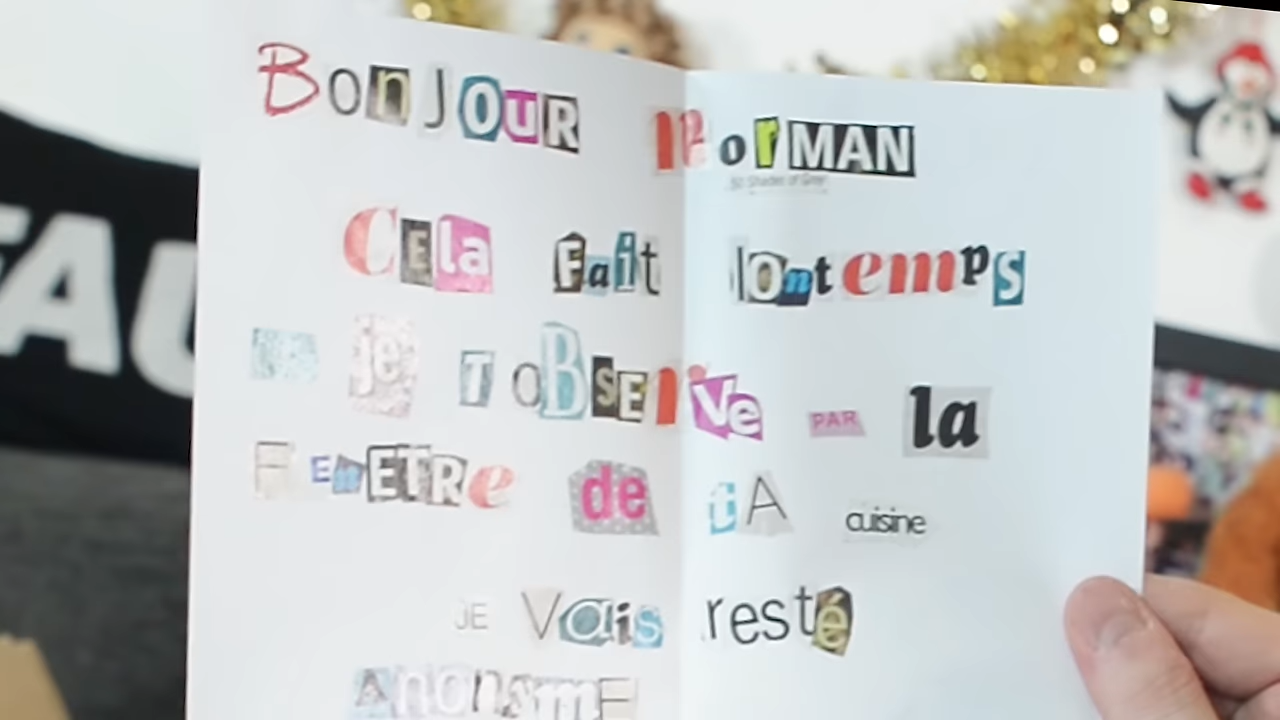 BonJOUR NorMAN
50 Shades of Grey
Cela Fait lontemps
je T oBSErVe PAR la
FenETRe de tA cuisine
JE Vais resté
AnonymE
AU